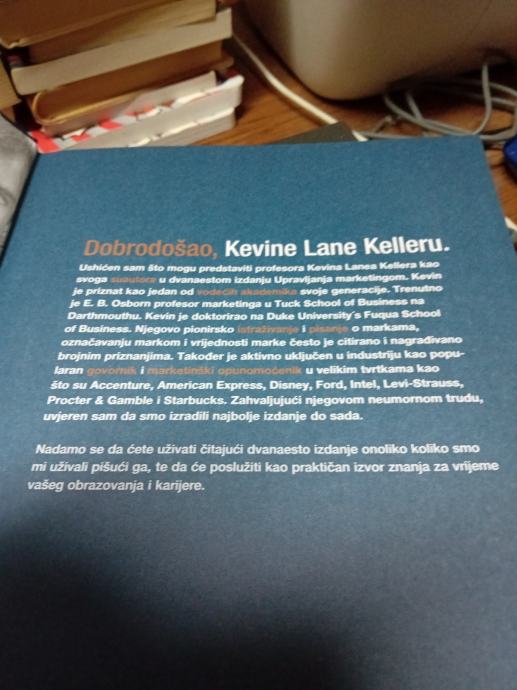 Dobrodošao, Kevine Lane Kelleru.
Ushićen sam što mogu predstaviti profesora Kevina Lanea Kellera kao
svoga suautora u dvanaestom izdanju Upravljanja marketingom. Kevin
je priznat kao jedan od vodećih akademika svoje generacije. Trenutno
je E. B. Osborn profesor marketinga u Tuck School of Business na
Darthmouthu. Kevin je doktorirao na Duke University's Fuqua School
of Business. Njegovo pionirsko istraživanje i pisanje o markama,
označavanju markom i vrijednosti marke često je citirano i nagrađivano
brojnim priznanjima. Također je aktivno uključen u industriju kao popu-
laran govornik i marketinški opunomoćenik u velikim tvrtkama kao
što su Accenture, American Express, Disney, Ford, Intel, Levi-Strauss,
Procter & Gamble i Starbucks. Zahvaljujući njegovom neumornom trudu,
uvjeren sam da smo izradili najbolje izdanje do sada.
Nadamo se da ćete uživati čitajući dvanaesto izdanje onoliko koliko smo
mi uživali pišući ga, te da će poslužiti kao praktičan izvor znanja za vrijeme
vašeg obrazovanja i karijere.